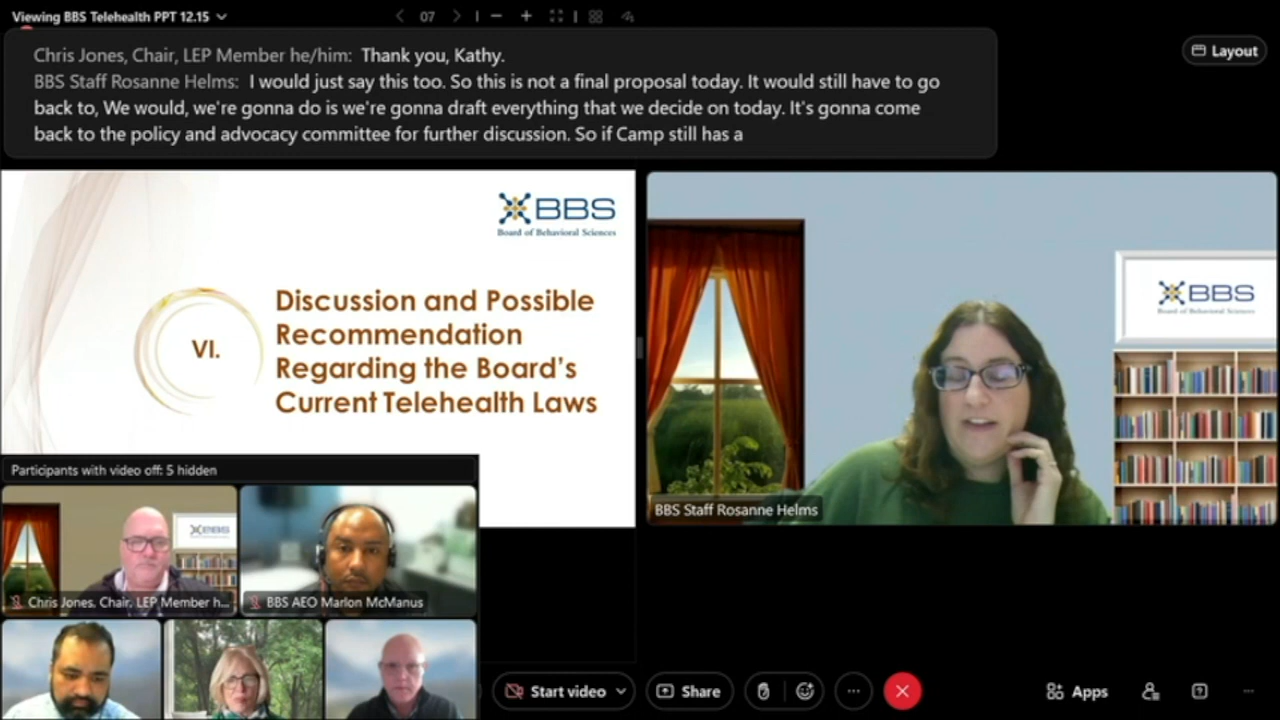 Viewing BBS Telehealth PPT 12.15
07
Chris Jones, Chair, LEP Member he/him: Thank you, Kathy.
BBS Staff Rosanne Helms: I would just say this too. So this is not a final proposal today. It would still have to go
back to, We would, we're gonna do is we're gonna draft everything that we decide on today. It's gonna come
back to the policy and advocacy committee for further discussion. So if Camp still has a
Layout
BBS
Board of Behavioral Sciences
VI.
Discussion and Possible
Recommendation
Regarding the Board's
Current Telehealth Laws
BBS
Board of Behavioral Sciences
BBS Staff Rosanne Helms
Participants with video off: 5 hidden
BBS
Chris Jones, Chair, LEP Member h...
BBS AEO Marlon McManus
Start video
Share
Apps